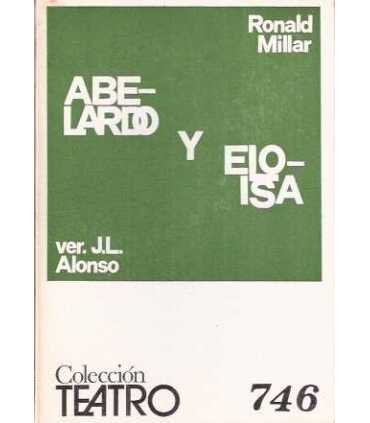 Ronald
Millar
ABE-
LARDO
Y
ELO-
ISA
ver. J.L.
Alonso
Colección
TEATRO
746